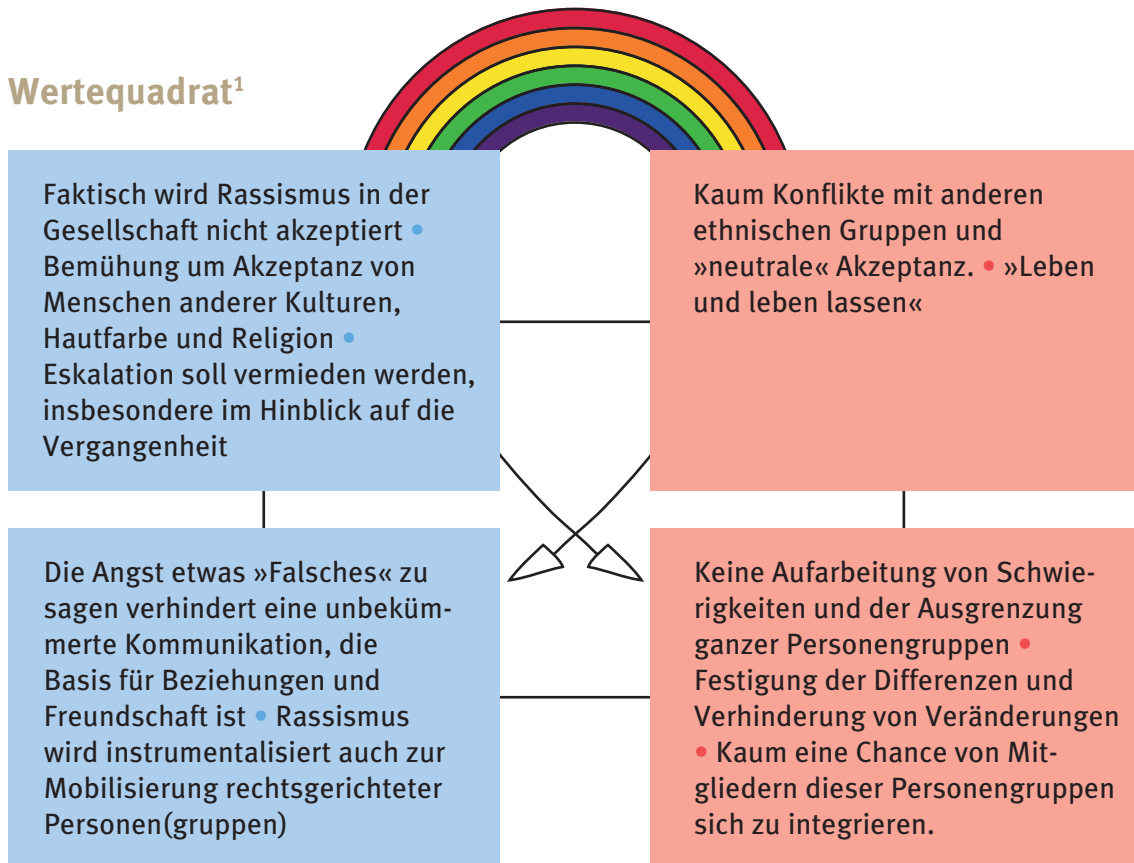 Wertequadrat¹
Faktisch wird Rassismus in der
Gesellschaft nicht akzeptiert •
Bemühung um Akzeptanz von
Menschen anderer Kulturen,
Hautfarbe und Religion •
Eskalation soll vermieden werden,
insbesondere im Hinblick auf die
Vergangenheit
Kaum Konflikte mit anderen
ethnischen Gruppen und
»neutrale« Akzeptanz. • »Leben
und leben lassen«
Die Angst etwas »Falsches« zu
sagen verhindert eine unbeküm-
merte Kommunikation, die
Basis für Beziehungen und
Freundschaft ist • Rassismus
wird instrumentalisiert auch zur
Mobilisierung rechtsgerichteter
Personen(gruppen)
Keine Aufarbeitung von Schwie-
rigkeiten und der Ausgrenzung
ganzer Personengruppen •
Festigung der Differenzen und
Verhinderung von Veränderungen
• Kaum eine Chance von Mit-
gliedern dieser Personengruppen
sich zu integrieren.